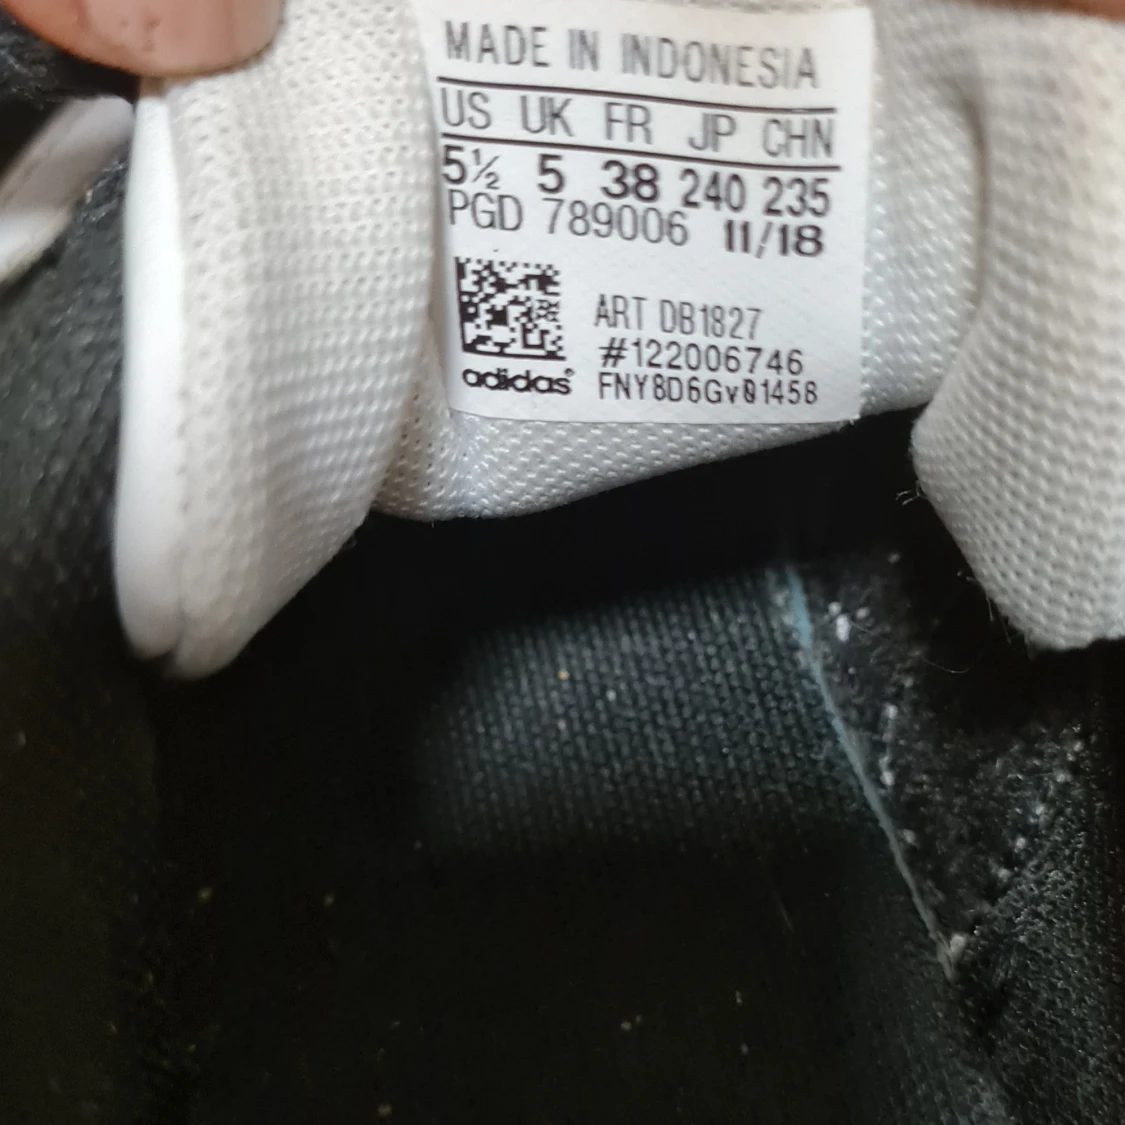 MADE IN INDONESIA
US UK FR JP CHN
5½ 5 38 240 235
PGD 789006 11/18
ART DB1827
#122006746
adidas® FNY8D6Gv01458